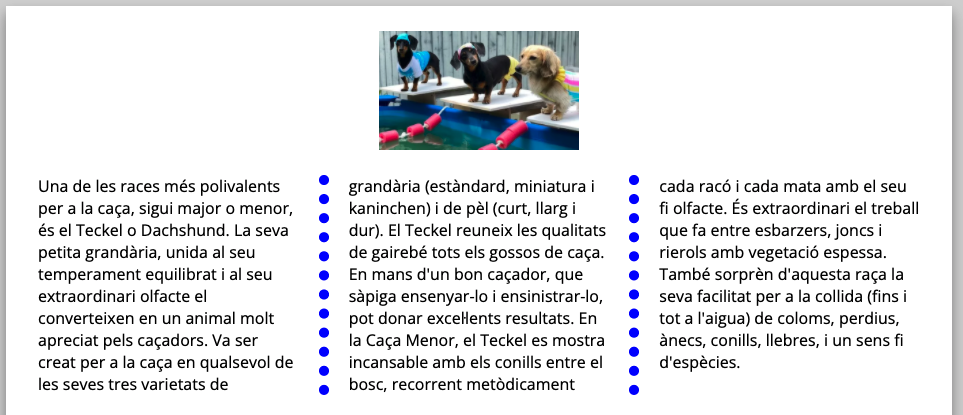 Una de les races més polivalents
per a la caça, sigui major o menor,
és el Teckel o Dachshund. La seva
petita grandària, unida al seu
temperament equilibrat i al seu
extraordinari olfacte el
converteixen en un animal molt
apreciat pels caçadors. Va ser
creat per a la caça en qualsevol de
les seves tres varietats de
grandària (estàndard, miniatura i
kaninchen) i de pèl (curt, llarg i
dur). El Teckel reuneix les qualitats
de gairebé tots els gossos de caça.
En mans d'un bon caçador, que
sàpiga ensenyar-lo i ensinistrar-lo,
pot donar excel·lents resultats. En
la Caça Menor, el Teckel es mostra
incansable amb els conills entre el
bosc, recorrent metòdicament
cada racó i cada mata amb el seu
fi olfacte. És extraordinari el treball
que fa entre esbarzers, joncs i
rierols amb vegetació espessa.
També sorprèn d'aquesta raça la
seva facilitat per a la collida (fins i
tot a l'aigua) de coloms, perdius,
ànecs, conills, llebres, i un sens fi
d'espècies.